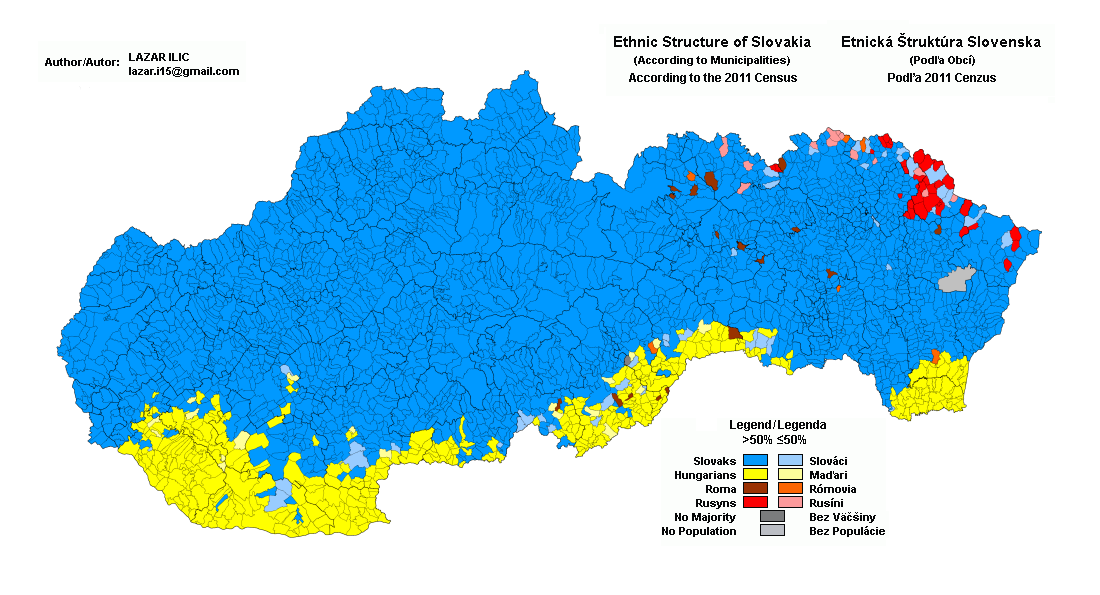 Author/Autor: LAZAR ILIC
lazar.i15@gmail.com
Ethnic Structure of Slovakia
(According to Municipalities)
According to the 2011 Census
Etnická Štruktúra Slovenska
(Podľa Obcí)
Podľa 2011 Cenzus
Legend/Legenda
>50% ≤50%
Slovaks Slováci
Hungarians Maďari
Roma Rómovia
Rusyns Rusíni
No Majority Bez Väčšiny
No Population Bez Populácie